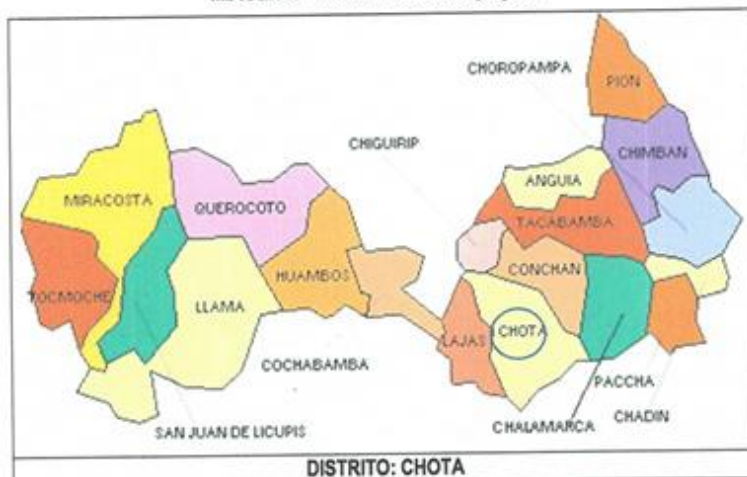 CHOROPAMPA
PION
CHIGUIRIP
CHIMBAN
ANGUIA
MIRACOSTA
QUEROCOTO
TACABAMBA
HUAMBOS
CONCHAN
TOCMOCHE
LLAMA
LAJAS
CHOTA
COCHABAMBA
PACCHA
CHADIN
SAN JUAN DE LICUPIS
CHALAMARCA
DISTRITO: CHOTA